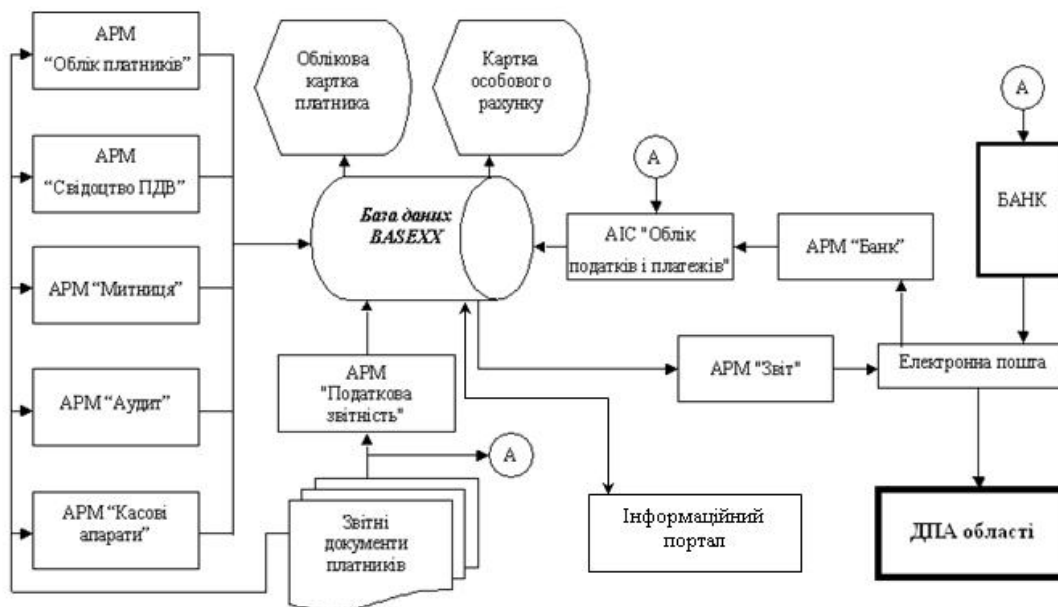 АРМ
“Облік платників”
Облікова
картка
платника
Картка
особового
рахунку
А
АРМ
“Свідоцтво ПДВ”
А
База даних
BASEXX
АІС "Облік
податків і платежів"
АРМ “Банк”
БАНК
АРМ “Митниця”
АРМ
"Податкова
звітність"
АРМ "Звіт"
Електронна пошта
АРМ “Аудит”
А
АРМ “Касові
апарати”
Звітні
документи
платників
Інформаційний
портал
ДПА області